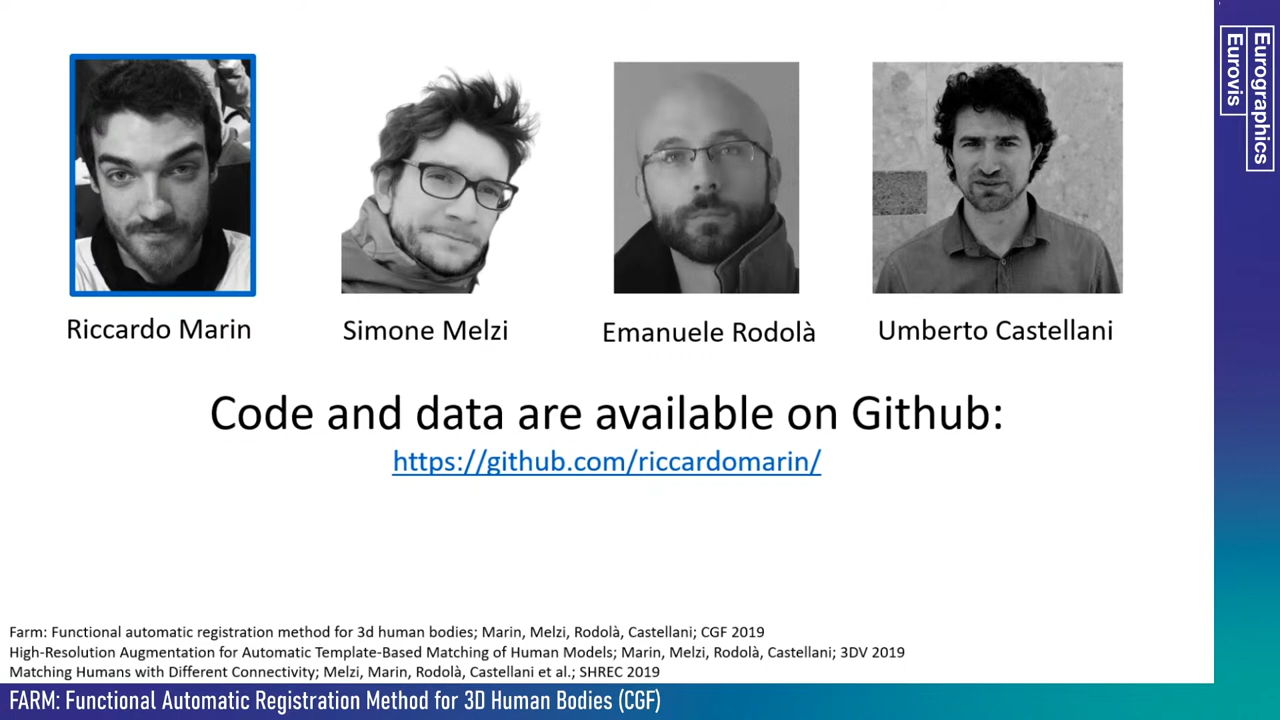 Eurographics
Eurovis
Riccardo Marin
Simone Melzi
Emanuele Rodolà
Umberto Castellani
Code and data are available on Github:
https://github.com/riccardomarin/
Farm: Functional automatic registration method for 3d human bodies; Marin, Melzi, Rodolà, Castellani; CGF 2019
High-Resolution Augmentation for Automatic Template-Based Matching of Human Models; Marin, Melzi, Rodolà, Castellani; 3DV 2019
Matching Humans with Different Connectivity; Melzi, Marin, Rodolà, Castellani et al.; SHREC 2019
FARM: Functional Automatic Registration Method for 3D Human Bodies (CGF)